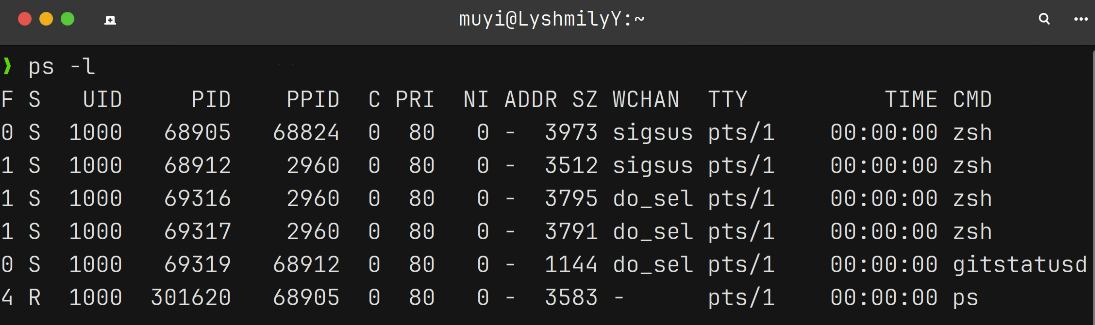 muyi@LyshmilyY:~
❯ ps -l
F S   UID     PID    PPID  C PRI  NI ADDR SZ WCHAN  TTY          TIME CMD
0 S  1000   68905   68824  0  80   0 -  3973 sigsus pts/1    00:00:00 zsh
1 S  1000   68912    2960  0  80   0 -  3512 sigsus pts/1    00:00:00 zsh
1 S  1000   69316    2960  0  80   0 -  3795 do_sel pts/1    00:00:00 zsh
1 S  1000   69317    2960  0  80   0 -  3791 do_sel pts/1    00:00:00 zsh
0 S  1000   69319   68912  0  80   0 -  1144 do_sel pts/1    00:00:00 gitstatusd
4 R  1000  301620   68905  0  80   0 -  3583 -      pts/1    00:00:00 ps